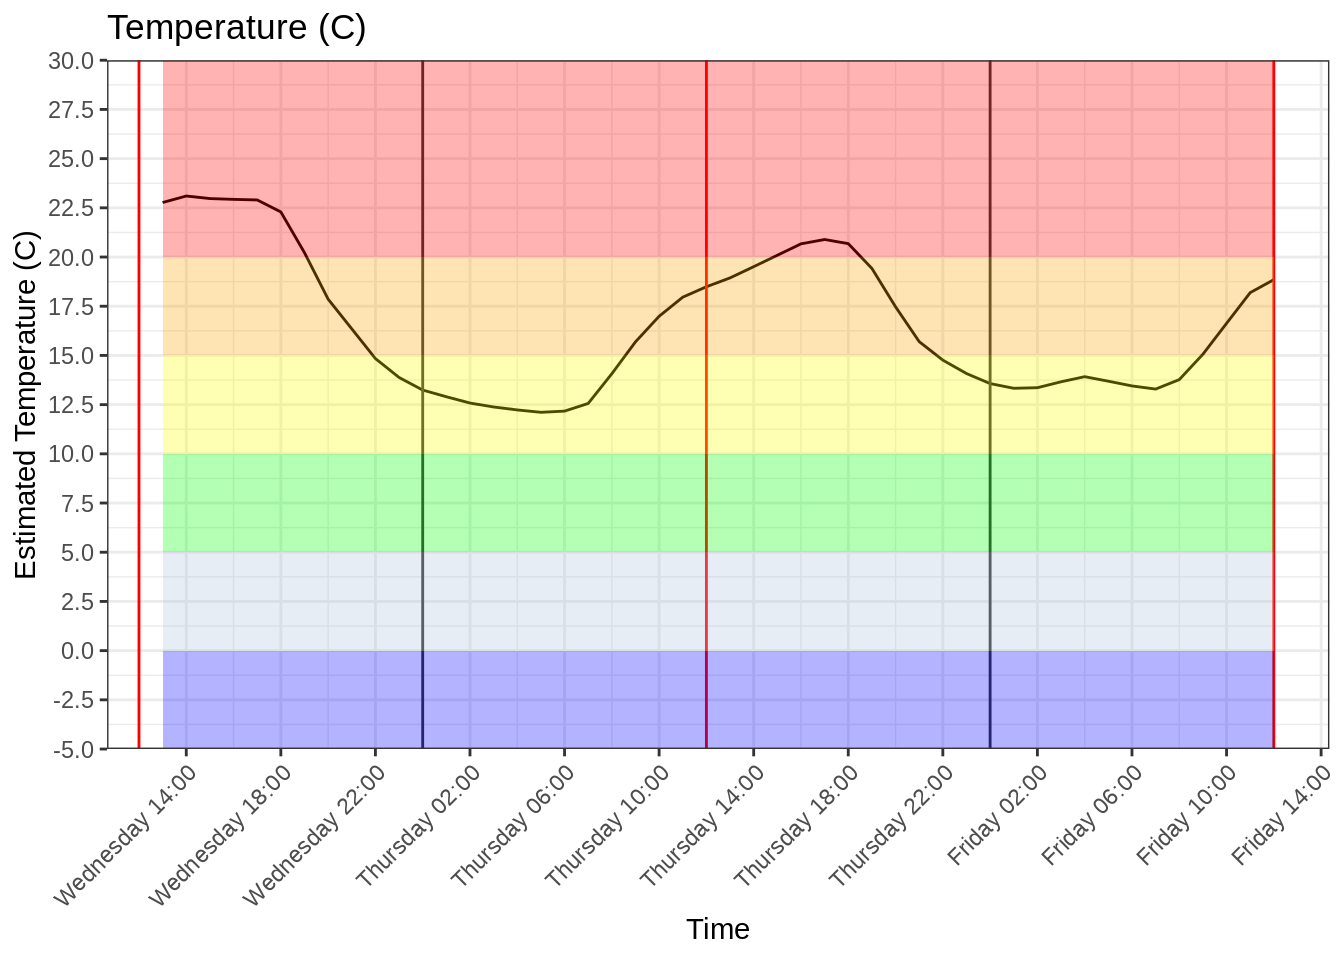 Temperature (C)
Estimated Temperature (C)
30.0
27.5
25.0
22.5
20.0
17.5
15.0
12.5
10.0
7.5
5.0
2.5
0.0
-2.5
-5.0
Wednesday 14:00
Wednesday 18:00
Wednesday 22:00
Thursday 02:00
Thursday 06:00
Thursday 10:00
Thursday 14:00
Thursday 18:00
Thursday 22:00
Friday 02:00
Friday 06:00
Friday 10:00
Friday 14:00
Time